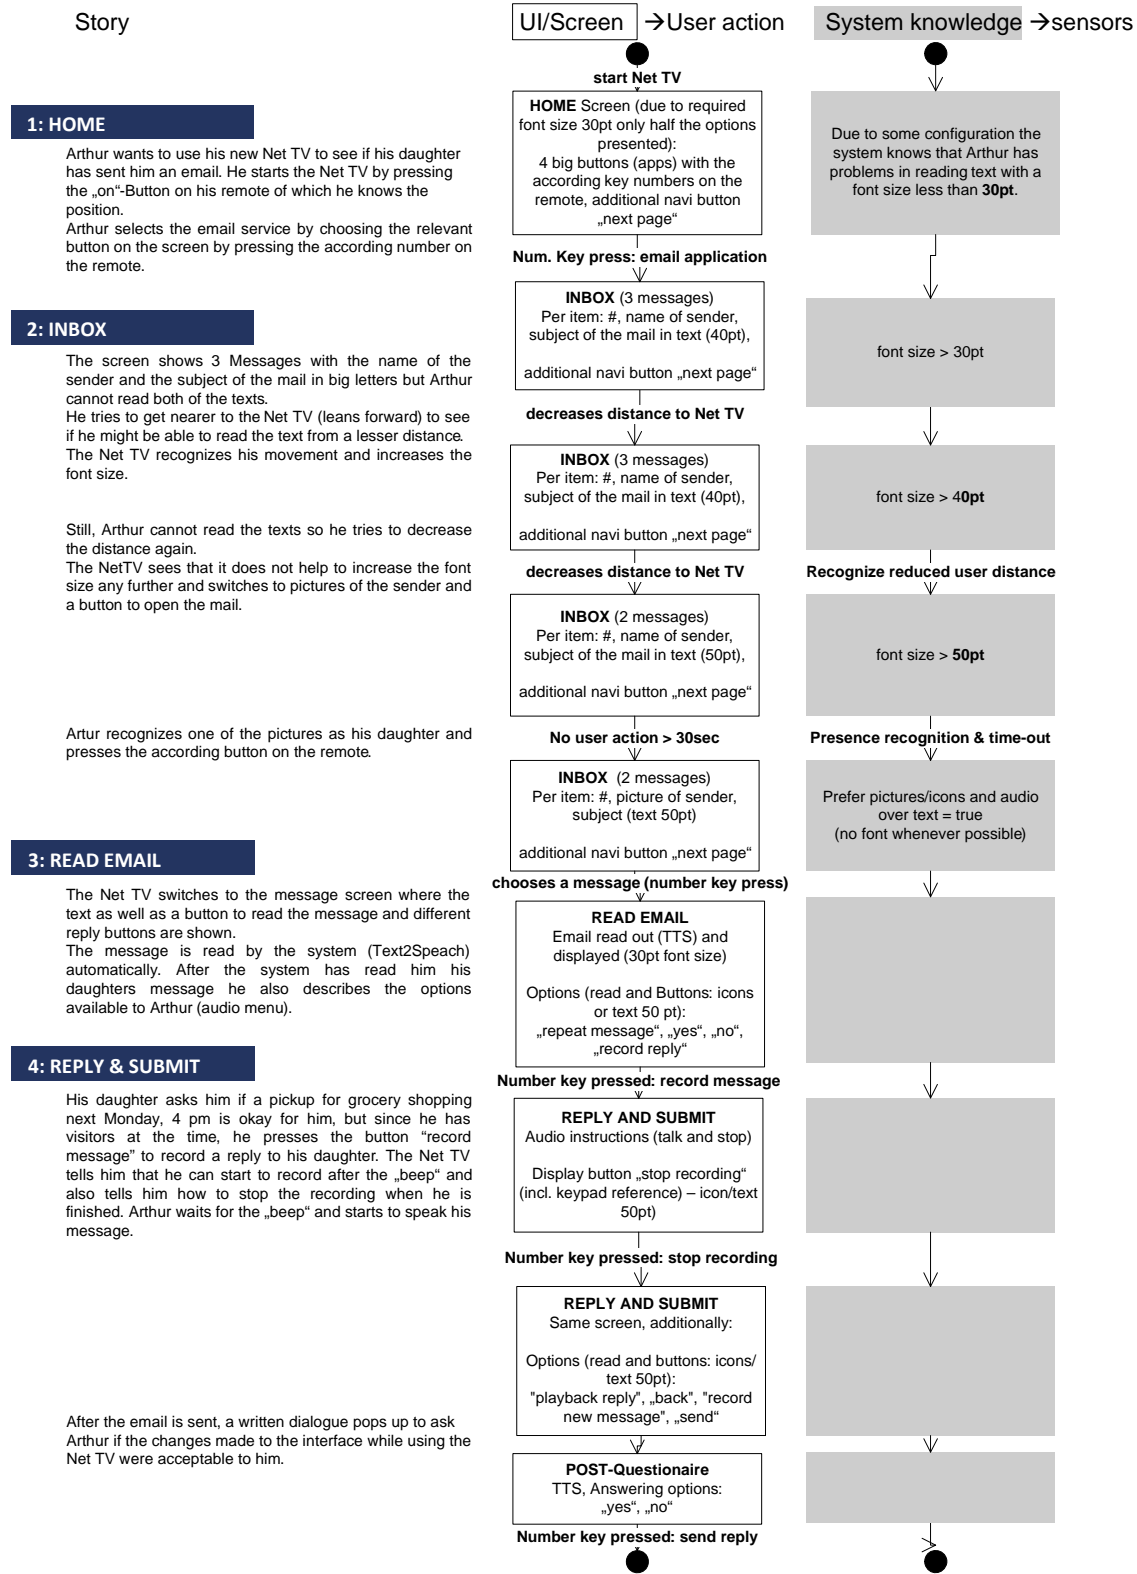 Story
UI/Screen →User action
System knowledge →sensors
start Net TV
1: HOME
Arthur wants to use his new Net TV to see if his daughter
has sent him an email. He starts the Net TV by pressing
the „on“-Button on his remote of which he knows the
position.
Arthur selects the email service by choosing the relevant
button on the screen by pressing the according number on
the remote.
HOME Screen (due to required
font size 30pt only half the options
presented):
4 big buttons (apps) with the
according key numbers on the
remote, additional navi button
„next page“
Due to some configuration the
system knows that Arthur has
problems in reading text with a
font size less than 30pt.
Num. Key press: email application
2: INBOX
The screen shows 3 Messages with the name of the
sender and the subject of the mail in big letters but Arthur
cannot read both of the texts.
He tries to get nearer to the Net TV (leans forward) to see
if he might be able to read the text from a lesser distance.
The Net TV recognizes his movement and increases the
font size.
Still, Arthur cannot read the texts so he tries to decrease
the distance again.
The NetTV sees that it does not help to increase the font
size any further and switches to pictures of the sender and
a button to open the mail.
Artur recognizes one of the pictures as his daughter and
presses the according button on the remote.
INBOX (3 messages)
Per item: #, name of sender,
subject of the mail in text (40pt),
additional navi button „next page“
font size > 30pt
decreases distance to Net TV
INBOX (3 messages)
Per item: #, name of sender,
subject of the mail in text (40pt),
additional navi button „next page“
font size > 40pt
decreases distance to Net TV
Recognize reduced user distance
INBOX (2 messages)
Per item: #, name of sender,
subject of the mail in text (50pt),
additional navi button „next page“
font size > 50pt
No user action > 30sec
Presence recognition & time-out
INBOX (2 messages)
Per item: #, picture of sender,
subject (text 50pt)
additional navi button „next page“
Prefer pictures/icons and audio
over text = true
(no font whenever possible)
chooses a message (number key press)
3: READ EMAIL
The Net TV switches to the message screen where the
text as well as a button to read the message and different
reply buttons are shown.
The message is read by the system (Text2Speach)
automatically. After the system has read him his
daughters message he also describes the options
available to Arthur (audio menu).
READ EMAIL
Email read out (TTS) and
displayed (30pt font size)
Options (read and Buttons: icons
or text 50 pt):
„repeat message“, „yes“, „no“,
„record reply“
Number key pressed: record message
4: REPLY & SUBMIT
His daughter asks him if a pickup for grocery shopping
next Monday, 4 pm is okay for him, but since he has
visitors at the time, he presses the button “record
message” to record a reply to his daughter. The Net TV
tells him that he can start to record after the „beep“ and
also tells him how to stop the recording when he is
finished. Arthur waits for the „beep“ and starts to speak his
message.
REPLY AND SUBMIT
Audio instructions (talk and stop)
Display button „stop recording“
(incl. keypad reference) – icon/text
50pt)
Number key pressed: stop recording
REPLY AND SUBMIT
Same screen, additionally:
Options (read and buttons: icons/
text 50pt):
"playback reply", „back“, "record
new message", „send“
After the email is sent, a written dialogue pops up to ask
Arthur if the changes made to the interface while using the
Net TV were acceptable to him.
POST-Questionaire
TTS, Answering options:
„yes“, „no“
Number key pressed: send reply